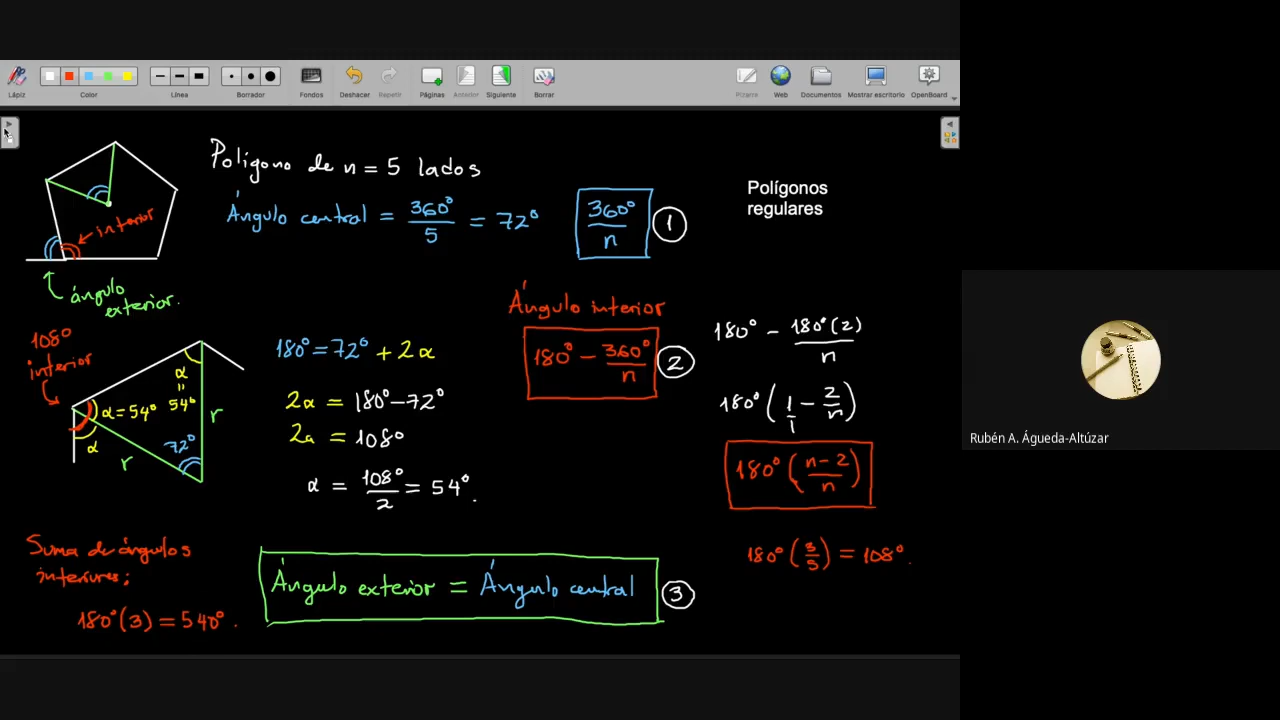 Lápiz
Color
Línea
Borrador
Fondos
Deshacer
Repetir
Páginas
Anterior
Siguiente
Borrar
Pizarra
Web
Documentos
Mostrar escritorio
OpenBoard
Polígono de n = 5 lados
Ángulo central = 360° / 5 = 72°
360° / n
1
Polígonos
regulares
interior
ángulo
exterior.
Ángulo interior
180° - 360° / n
2
108°
interior
α
=
54°
α = 54°
α
72°
r
r
180° = 72° + 2α
2α = 180° - 72°
2α = 108°
α = 108° / 2 = 54°.
180° - 180°(2) / n
180° (1/1 - 2/n)
180° (n-2 / n)
180° (3/5) = 108°.
Suma de ángulos
interiores:
180°(3) = 540°.
Ángulo exterior = Ángulo central
3
Rubén A. Águeda-Altúzar